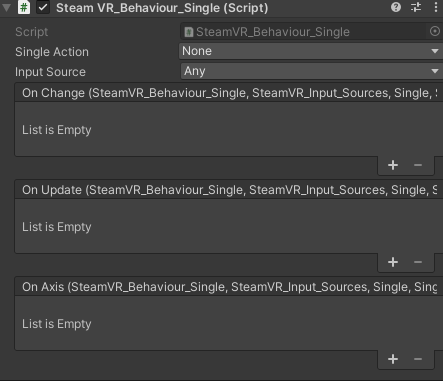 Steam VR_Behaviour_Single (Script)
Script SteamVR_Behaviour_Single
Single Action None
Input Source Any
On Change (SteamVR_Behaviour_Single, SteamVR_Input_Sources, Single,
List is Empty
On Update (SteamVR_Behaviour_Single, SteamVR_Input_Sources, Single, S
List is Empty
On Axis (SteamVR_Behaviour_Single, SteamVR_Input_Sources, Single, Sing
List is Empty